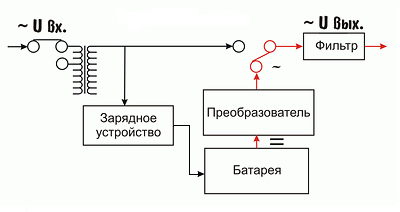 ~ U вх.
~ U вых.
Фильтр
~
Преобразователь
Зарядное
устройство
=
Батарея